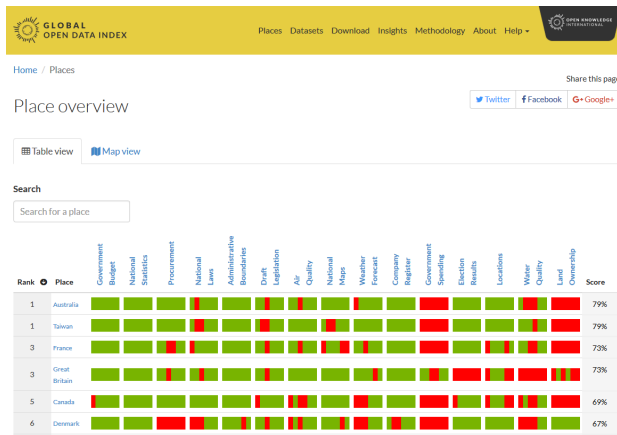 GLOBAL
OPEN DATA INDEX
Places Datasets Download Insights Methodology About Help
OPEN KNOWLEDGE
INTERNATIONAL
Home / Places
Share this page
Place overview
Twitter Facebook G+ Google+
Table view Map view
Search
Search for a place
Rank Place
Government
Budget
National
Statistics
Procurement
National
Laws
Administrative
Boundaries
Draft
Legislation
Air
Quality
National
Maps
Weather
Forecast
Company
Register
Government
Spending
Election
Results
Locations
Water
Quality
Land
Ownership
Score
1 Australia 79%
1 Taiwan 79%
3 France 73%
3 Great
Britain 73%
5 Canada 69%
6 Denmark 67%